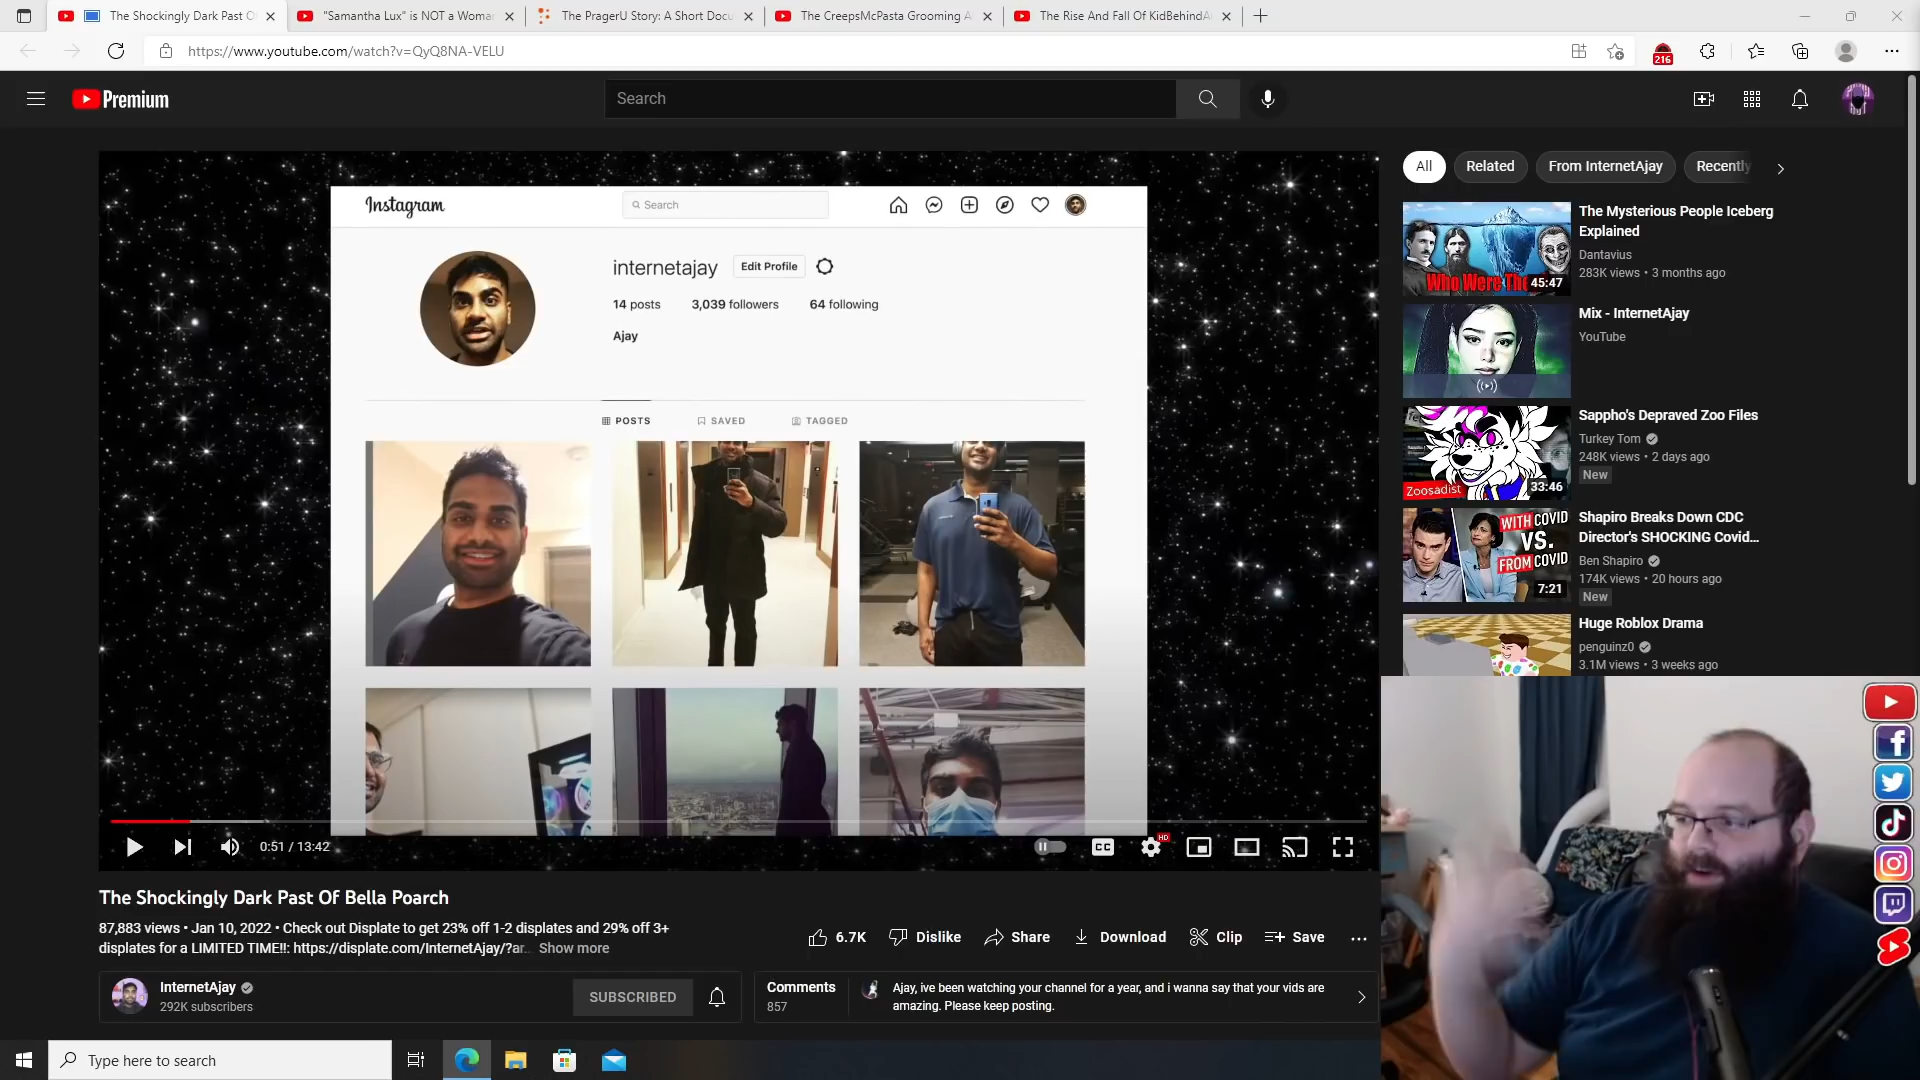 The Shockingly Dark Past O
"Samantha Lux" is NOT a Woma
The PragerU Story: A Short Docu
The CreepsMcPasta Grooming A
The Rise And Fall Of KidBehindA
https://www.youtube.com/watch?v=QyQ8NA-VELU
216
Premium
Search
Instagram
Search
internetajay
Edit Profile
14 posts 3,039 followers 64 following
Ajay
POSTS SAVED TAGGED
0:51 / 13:42
CC
HD
The Shockingly Dark Past Of Bella Poarch
87,883 views • Jan 10, 2022 • Check out Displate to get 23% off 1-2 displates and 29% off 3+
displates for a LIMITED TIME!!: https://displate.com/InternetAjay/?ar... Show more
6.7K Dislike Share Download Clip Save
InternetAjay
292K subscribers
SUBSCRIBED
Comments
857
Ajay, ive been watching your channel for a year, and i wanna say that your vids are
amazing. Please keep posting.
All Related From InternetAjay Recently
Who Were The
45:47
The Mysterious People Iceberg
Explained
Dantavius
283K views • 3 months ago
Mix - InternetAjay
YouTube
Zoosadist
33:46
Sappho's Depraved Zoo Files
Turkey Tom
248K views • 2 days ago
New
WITH COVID
VS.
FROM COVID
7:21
Shapiro Breaks Down CDC
Director's SHOCKING Covid...
Ben Shapiro
174K views • 20 hours ago
New
Huge Roblox Drama
penguinz0
3.1M views • 3 weeks ago
Type here to search